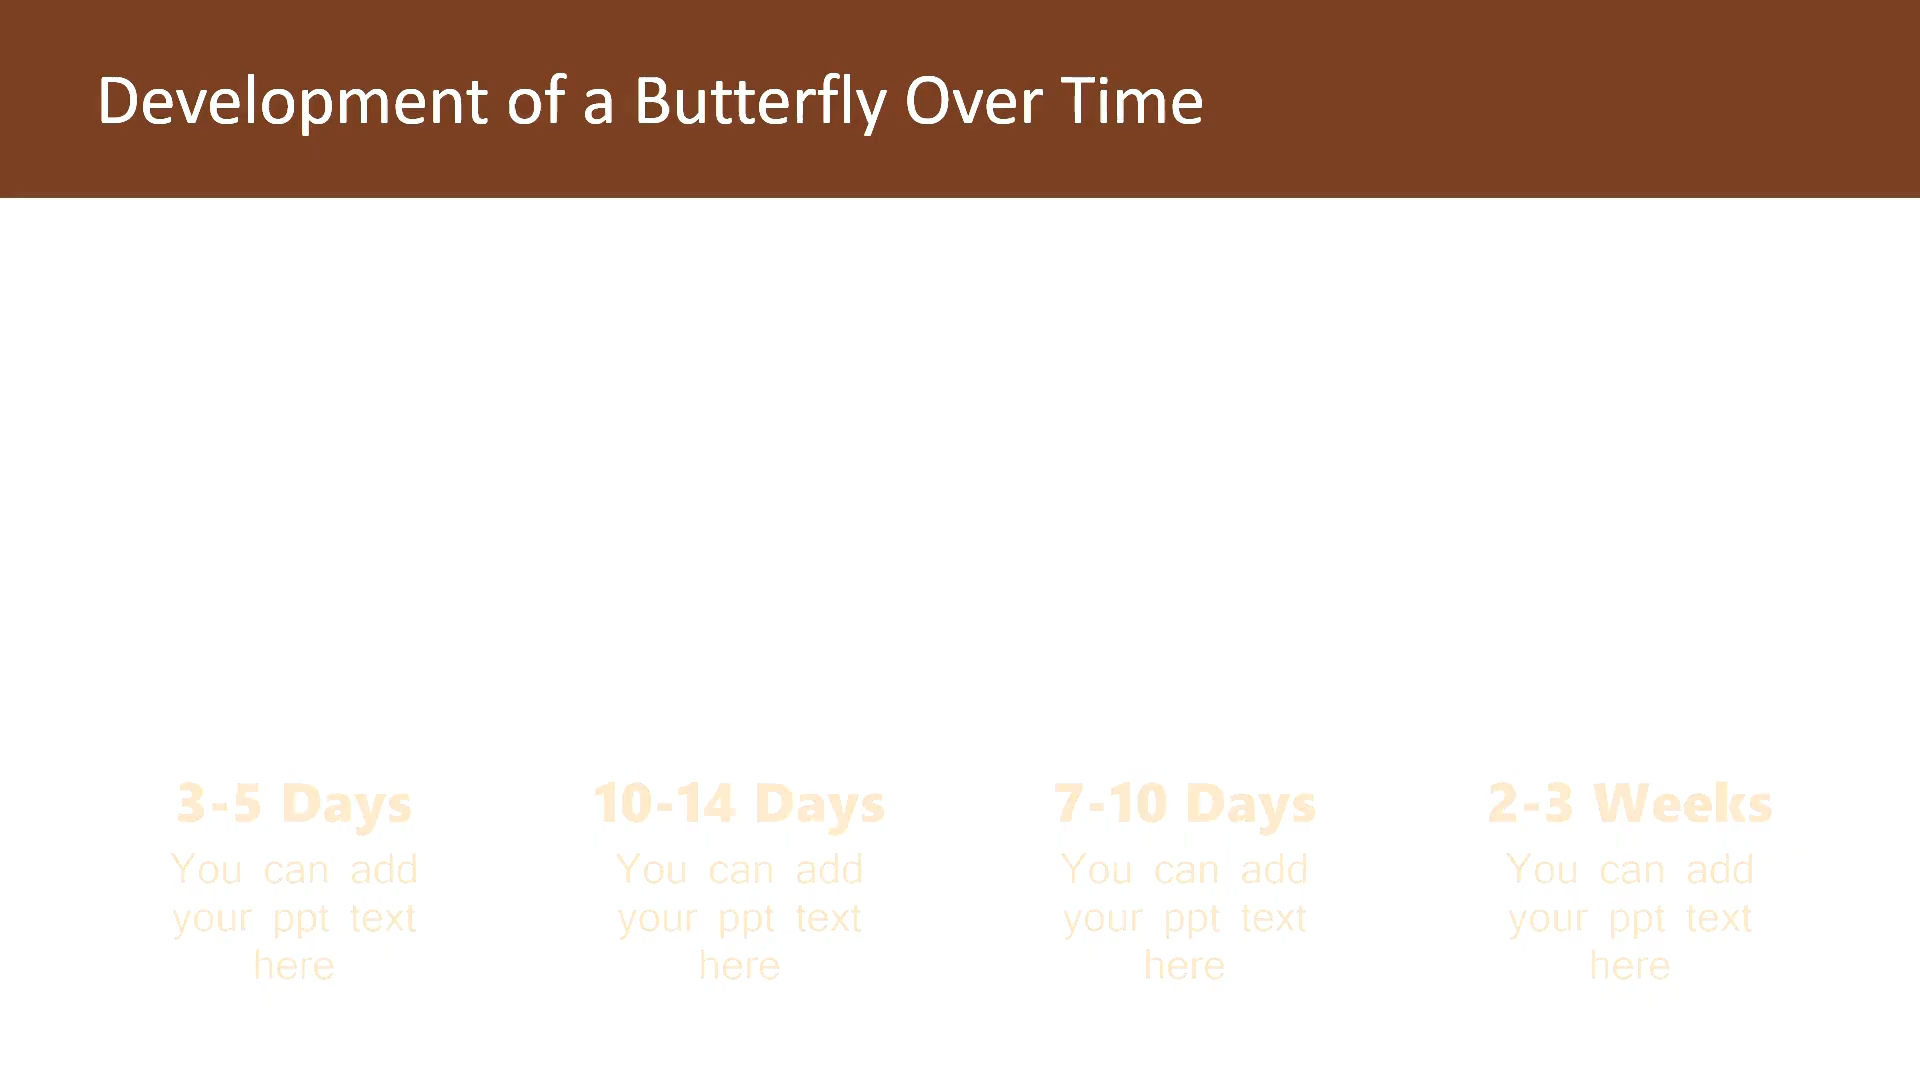 Development of a Butterfly Over Time
3-5 Days
You can add
your ppt text
here
10-14 Days
You can add
your ppt text
here
7-10 Days
You can add
your ppt text
here
2-3 Weeks
You can add
your ppt text
here